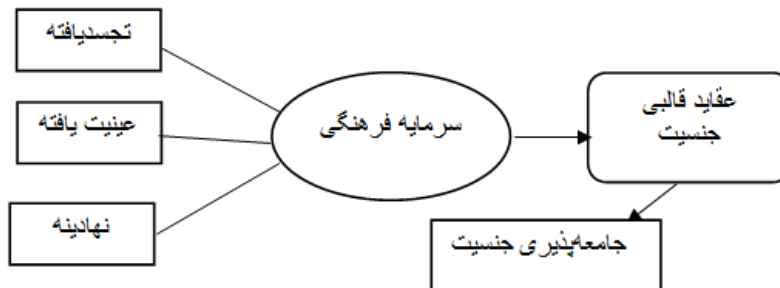 تجسدیافته
عینیت یافته
نهادینه
سرمایه فرهنگی
عقاید قالبی
جنسیت
جامعه‌پذیری جنسیت